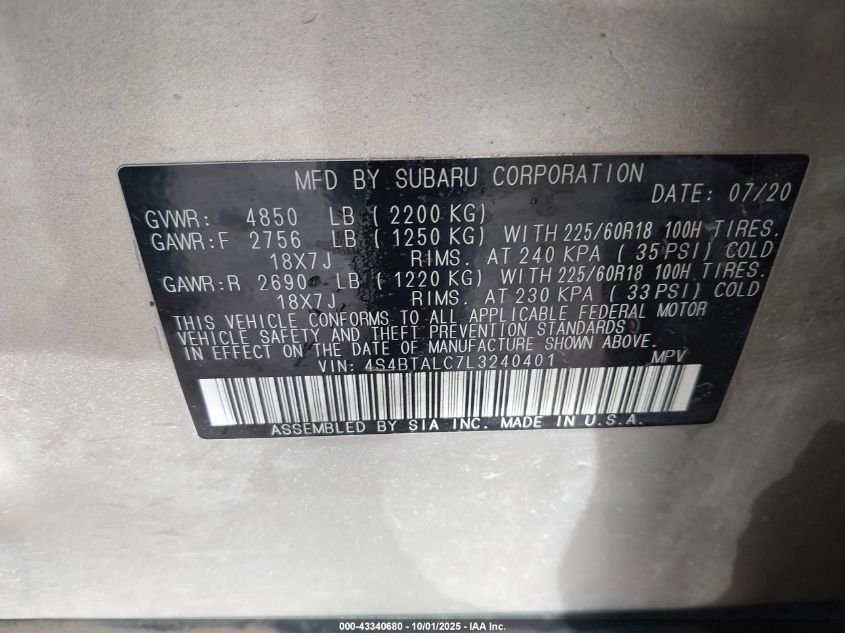 MFD BY SUBARU CORPORATION
DATE: 07/20
GVWR: 4850 LB ( 2200 KG)
GAWR:F 2756 LB ( 1250 KG) WITH 225/60R18 100H TIRES.
18X7J RIMS. AT 240 KPA ( 35 PSI) COLD
GAWR:R 2690 LB ( 1220 KG) WITH 225/60R18 100H TIRES.
18X7J RIMS. AT 230 KPA ( 33 PSI) COLD
THIS VEHICLE CONFORMS TO ALL APPLICABLE FEDERAL MOTOR
VEHICLE SAFETY AND THEFT PREVENTION STANDARDS
IN EFFECT ON THE DATE OF MANUFACTURE SHOWN ABOVE.
VIN: 4S4BTALC7L3240401 MPV
ASSEMBLED BY SIA INC. MADE IN U.S.A.
000-43340680 - 10/01/2025 - IAA Inc.